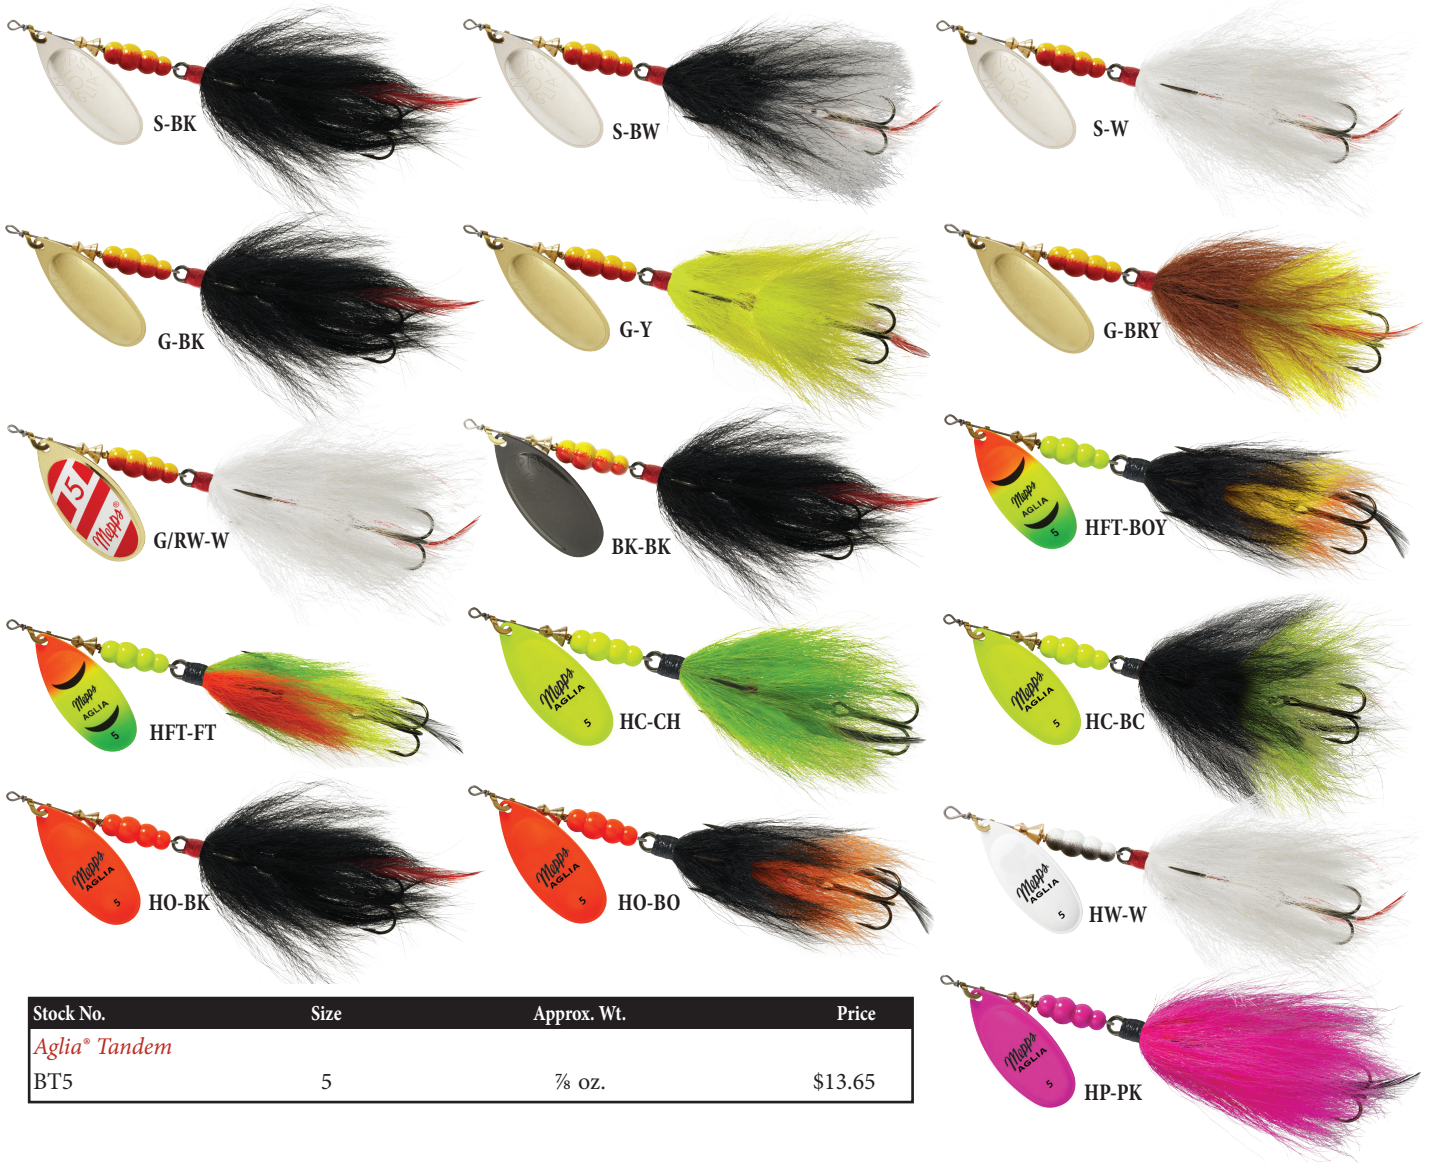 S-BK
S-BW
S-W
G-BK
G-Y
G-BRY
5
Mepps®
G/RW-W
BK-BK
Mepps
AGLIA
5
HFT-BOY
Mepps
AGLIA
5
HFT-FT
Mepps
AGLIA
5
HC-CH
Mepps
AGLIA
5
HC-BC
Mepps
AGLIA
5
HO-BK
Mepps
AGLIA
5
HO-BO
Mepps
AGLIA
5
HW-W
Stock No. Size Approx. Wt. Price
Aglia® Tandem
BT5 5 ⅞ oz. $13.65
Mepps
AGLIA
5
HP-PK